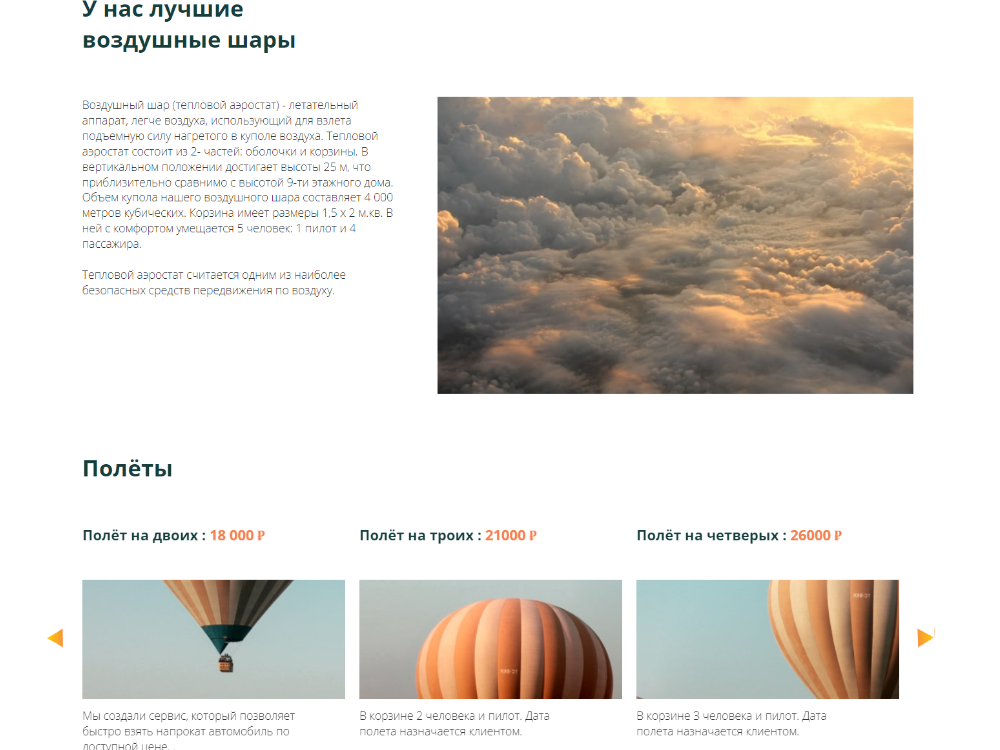 У нас лучшие
воздушные шары
Воздушный шар (тепловой аэростат) - летательный
аппарат, легче воздуха, использующий для взлета
подъемную силу нагретого в куполе воздуха. Тепловой
аэростат состоит из 2- частей: оболочки и корзины. В
вертикальном положении достигает высоты 25 м, что
приблизительно сравнимо с высотой 9-ти этажного дома.
Объем купола нашего воздушного шара составляет 4 000
метров кубических. Корзина имеет размеры 1,5 х 2 м.кв. В
ней с комфортом умещается 5 человек: 1 пилот и 4
пассажира.
Тепловой аэростат считается одним из наиболее
безопасных средств передвижения по воздуху.
Полёты
Полёт на двоих : 18 000 ₽
Полёт на троих : 21000 ₽
Полёт на четверых : 26000 ₽
Мы создали сервис, который позволяет
быстро взять напрокат автомобиль по
доступной цене. .
В корзине 2 человека и пилот. Дата
полета назначается клиентом.
В корзине 3 человека и пилот. Дата
полета назначается клиентом.